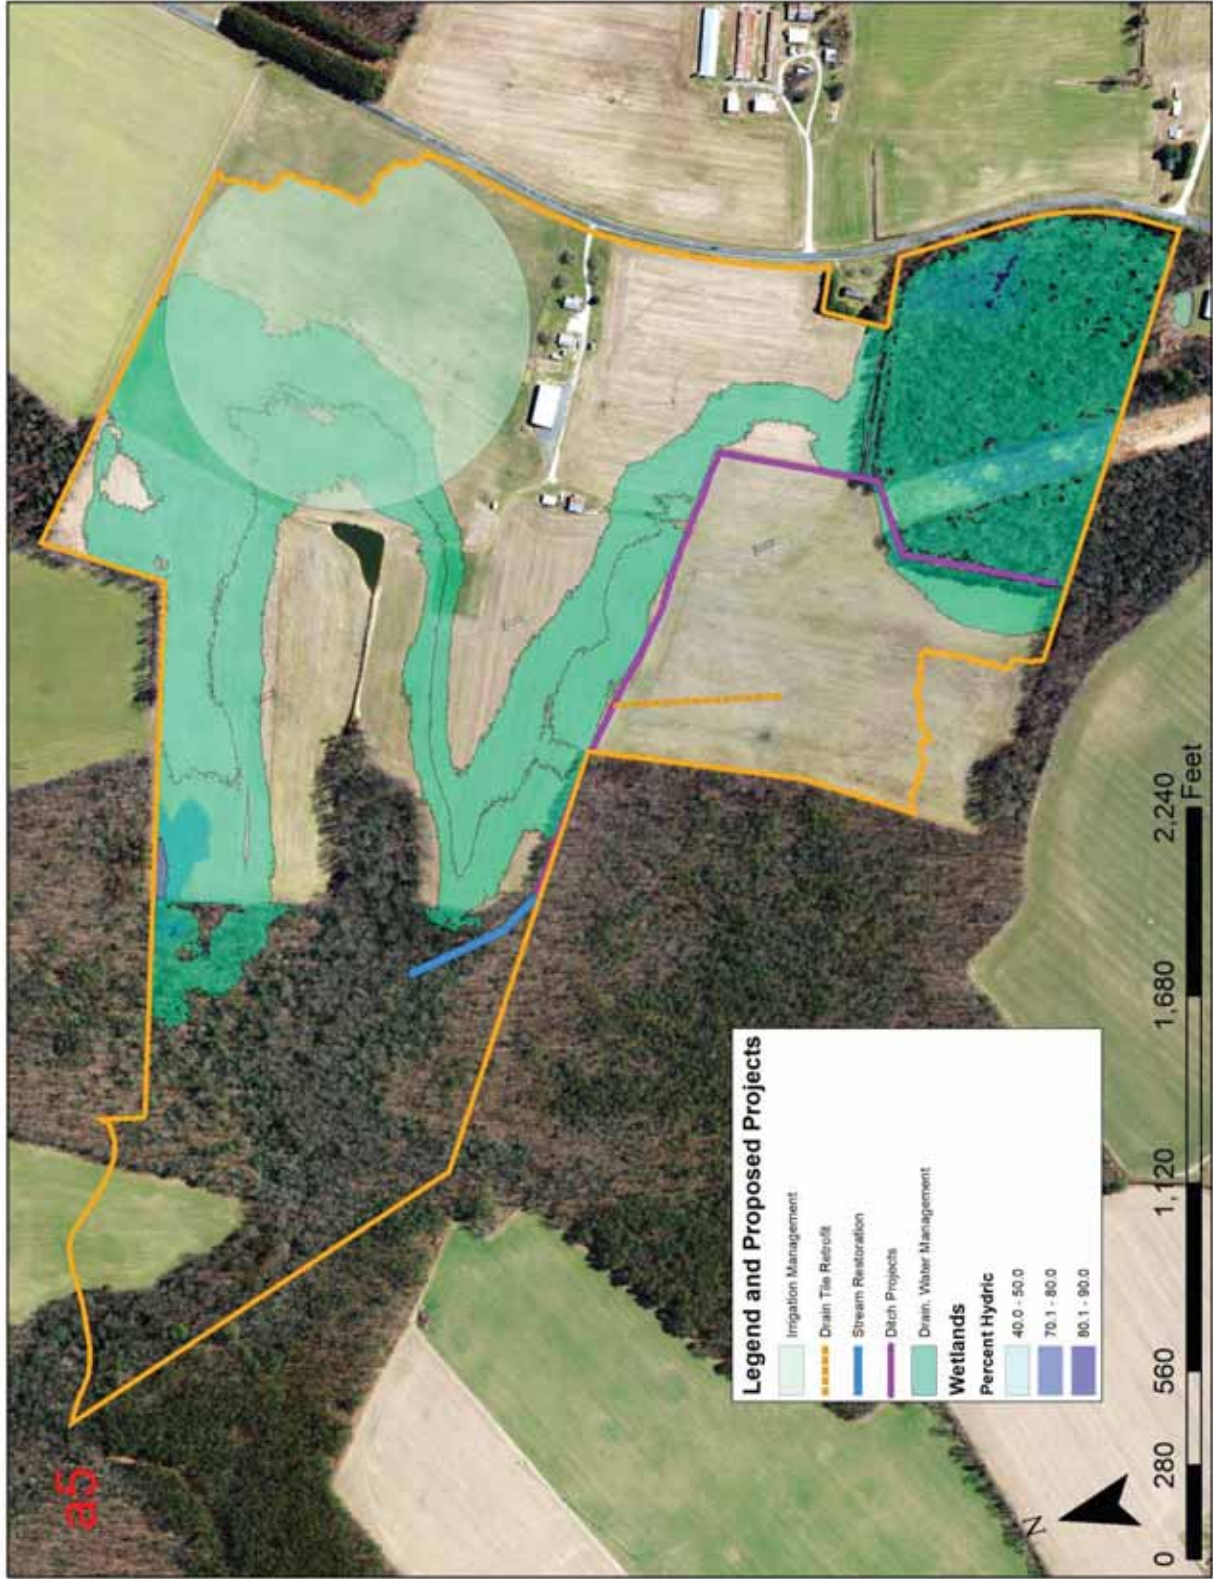 a5
Legend and Proposed Projects
Irrigation Management
Drain Tile Retrofit
Stream Restoration
Ditch Projects
Drain. Water Management
Wetlands
Percent Hydric
40.0 - 50.0
70.1 - 80.0
80.1 - 90.0
N
0 280 560 1,120 1,680 2,240
Feet